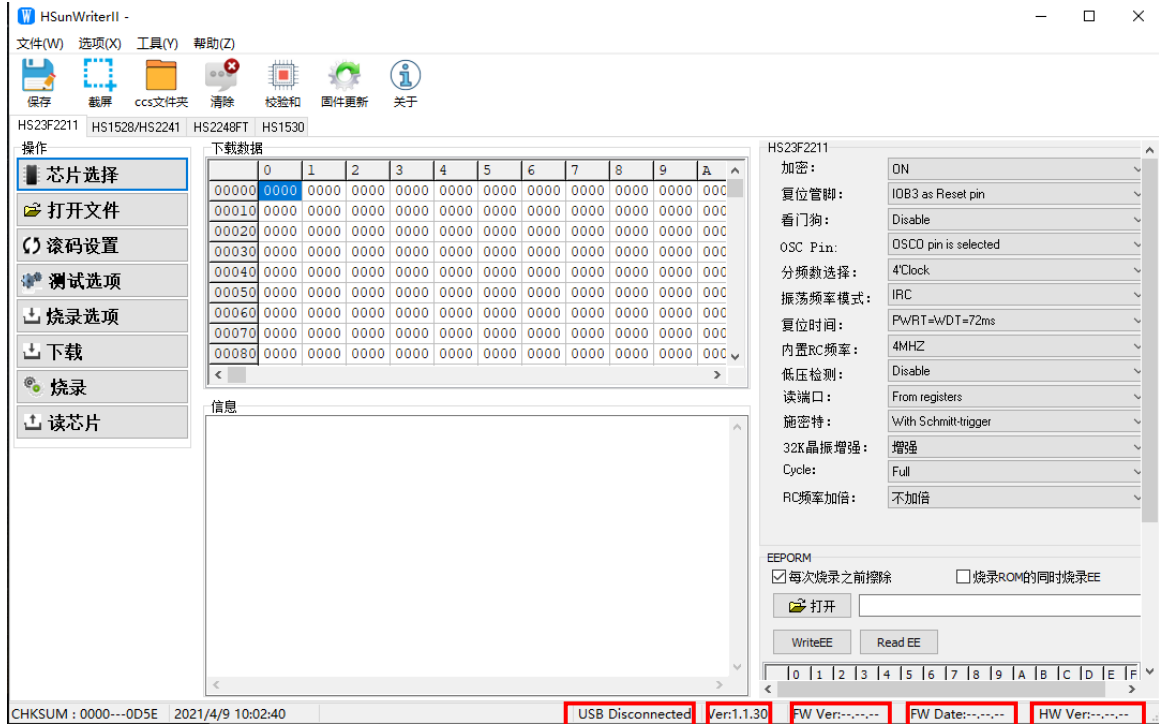 HSunWriterII -
文件(W) 选项(X) 工具(Y) 帮助(Z)
保存 截屏 ccs文件夹 清除 校验和 固件更新 关于
HS23F2211 HS1528/HS2241 HS2248FT HS1530
操作
芯片选择
打开文件
滚码设置
测试选项
烧录选项
下载
烧录
读芯片
下载数据
0 1 2 3 4 5 6 7 8 9 A
00000 0000 0000 0000 0000 0000 0000 0000 0000 0000 0000 000
00010 0000 0000 0000 0000 0000 0000 0000 0000 0000 0000 000
00020 0000 0000 0000 0000 0000 0000 0000 0000 0000 0000 000
00030 0000 0000 0000 0000 0000 0000 0000 0000 0000 0000 000
00040 0000 0000 0000 0000 0000 0000 0000 0000 0000 0000 000
00050 0000 0000 0000 0000 0000 0000 0000 0000 0000 0000 000
00060 0000 0000 0000 0000 0000 0000 0000 0000 0000 0000 000
00070 0000 0000 0000 0000 0000 0000 0000 0000 0000 0000 000
00080 0000 0000 0000 0000 0000 0000 0000 0000 0000 0000 000
信息
HS23F2211
加密: ON
复位管脚: IOB3 as Reset pin
看门狗: Disable
OSC Pin: OSCO pin is selected
分频数选择: 4'Clock
振荡频率模式: IRC
复位时间: PWRT=WDT=72ms
内置RC频率: 4MHZ
低压检测: Disable
读端口: From registers
施密特: With Schmitt-trigger
32K晶振增强: 增强
Cycle: Full
RC频率加倍: 不加倍
EEPORM
每次烧录之前擦除 烧录ROM的同时烧录EE
打开
WriteEE Read EE
0 1 2 3 4 5 6 7 8 9 A B C D E F
CHKSUM : 0000---0D5E 2021/4/9 10:02:40 USB Disconnected Ver:1.1.30 FW Ver:--.--.-- FW Date:--.--.-- HW Ver:--.--.--